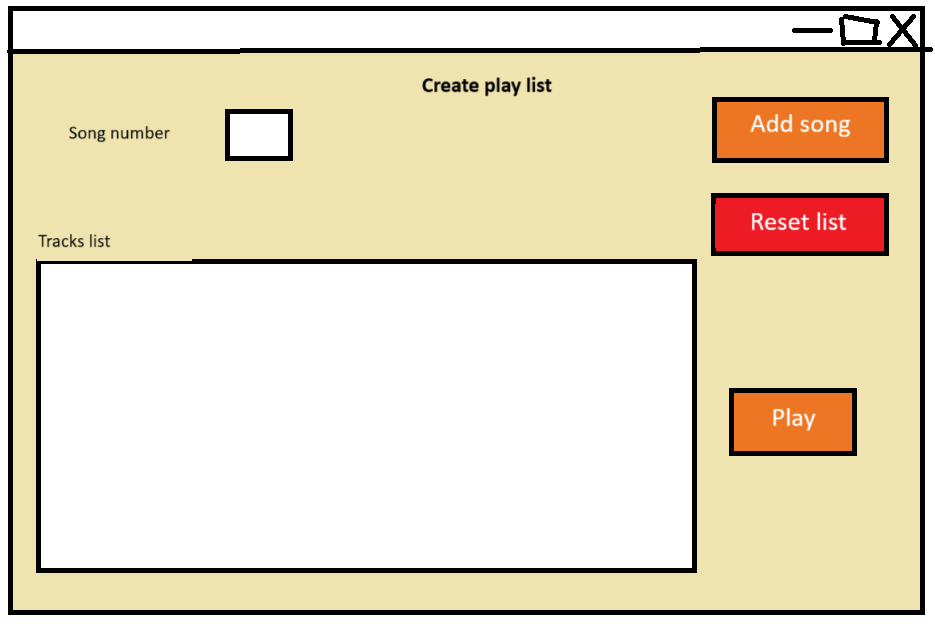 Create play list
Song number
Add song
Reset list
Tracks list
Play